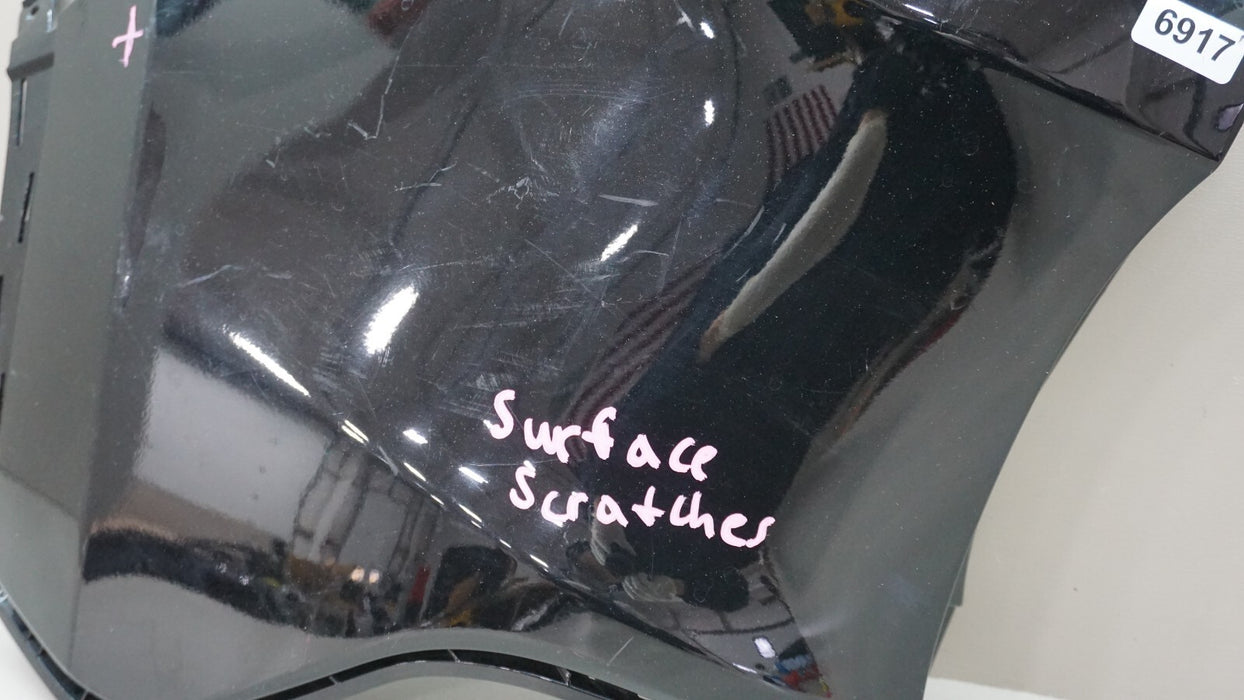 +
6917
Surface
Scratches